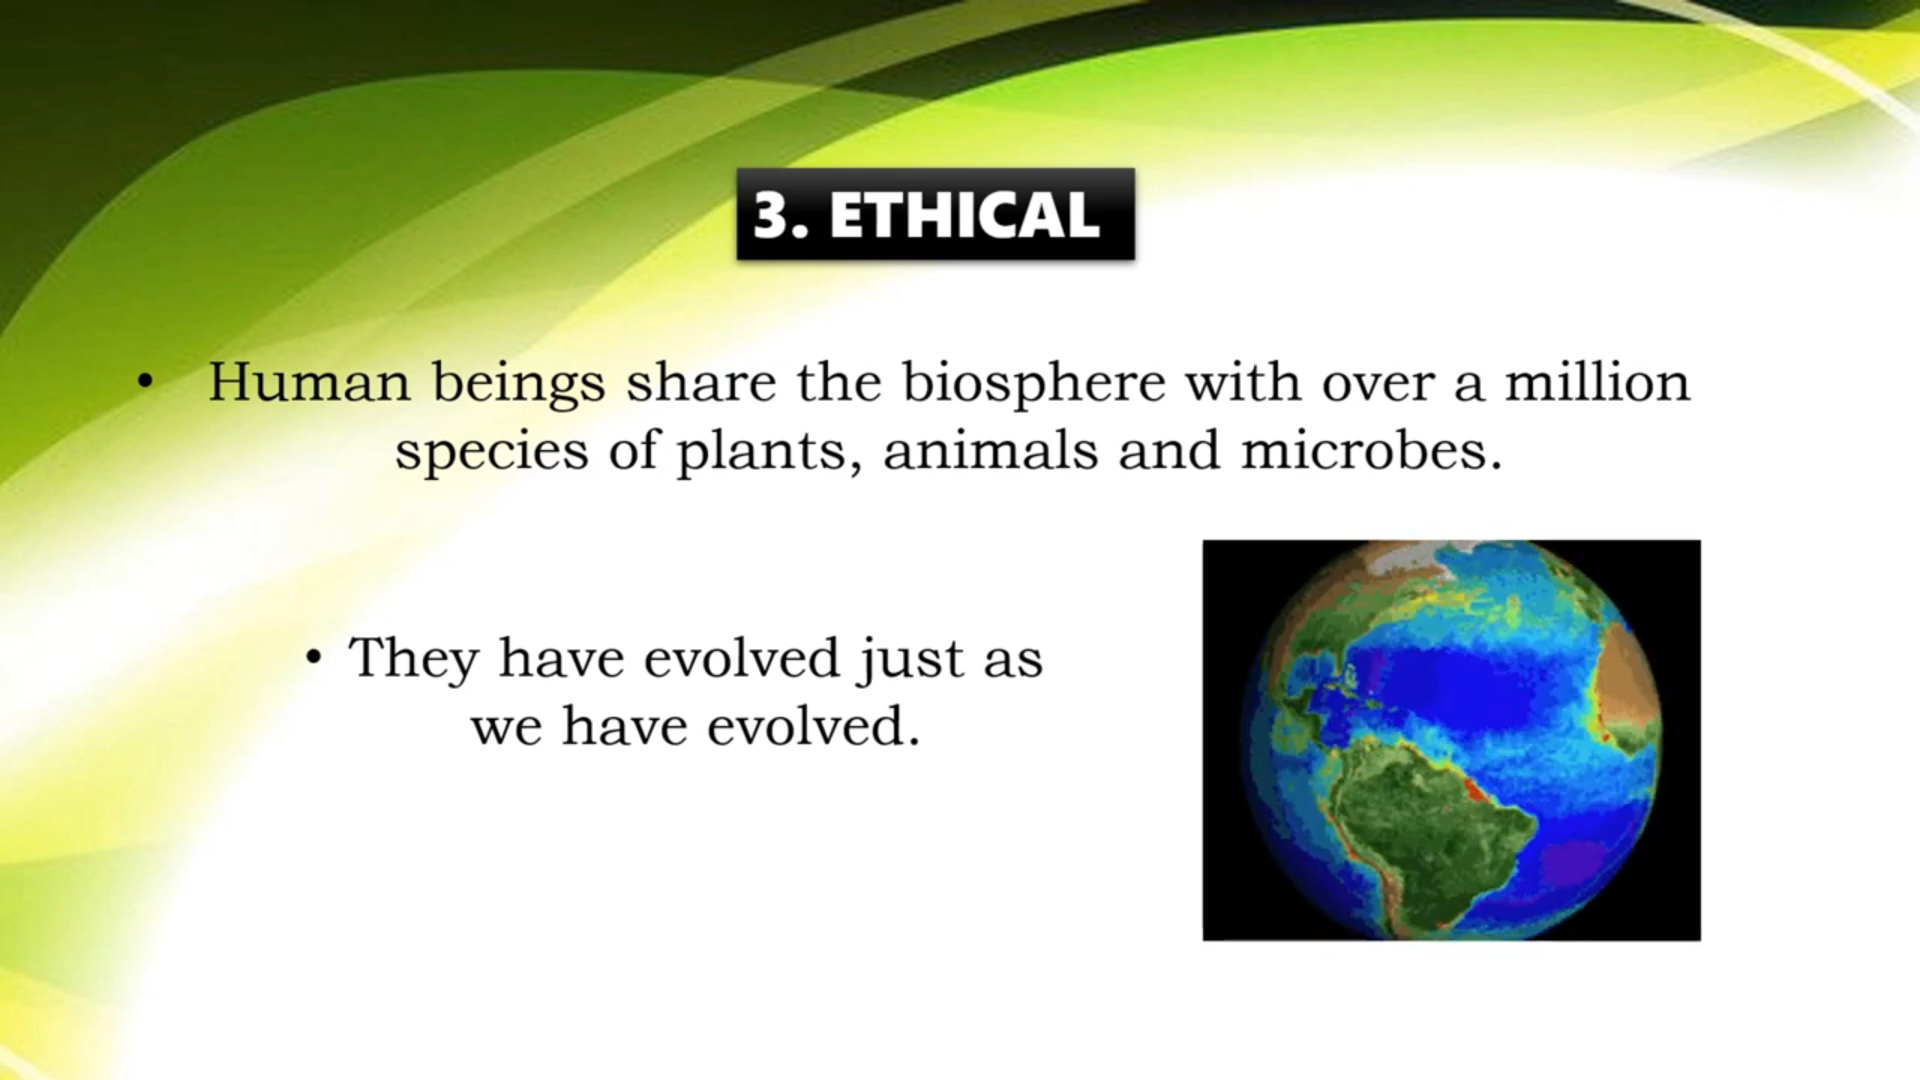 3. ETHICAL
• Human beings share the biosphere with over a million
species of plants, animals and microbes.
• They have evolved just as
we have evolved.